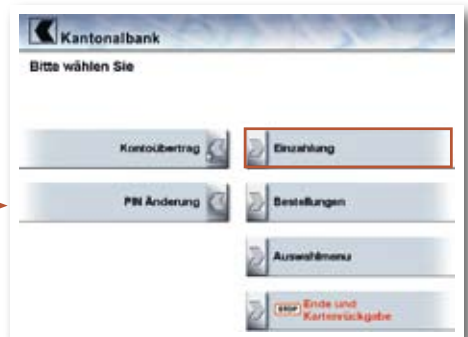 Kantonalbank
Bitte wählen Sie
Kontoübertrag
Einzahlung
PIN Änderung
Bestellungen
Auswahlmenu
STOP Ende und
Kartenrückgabe